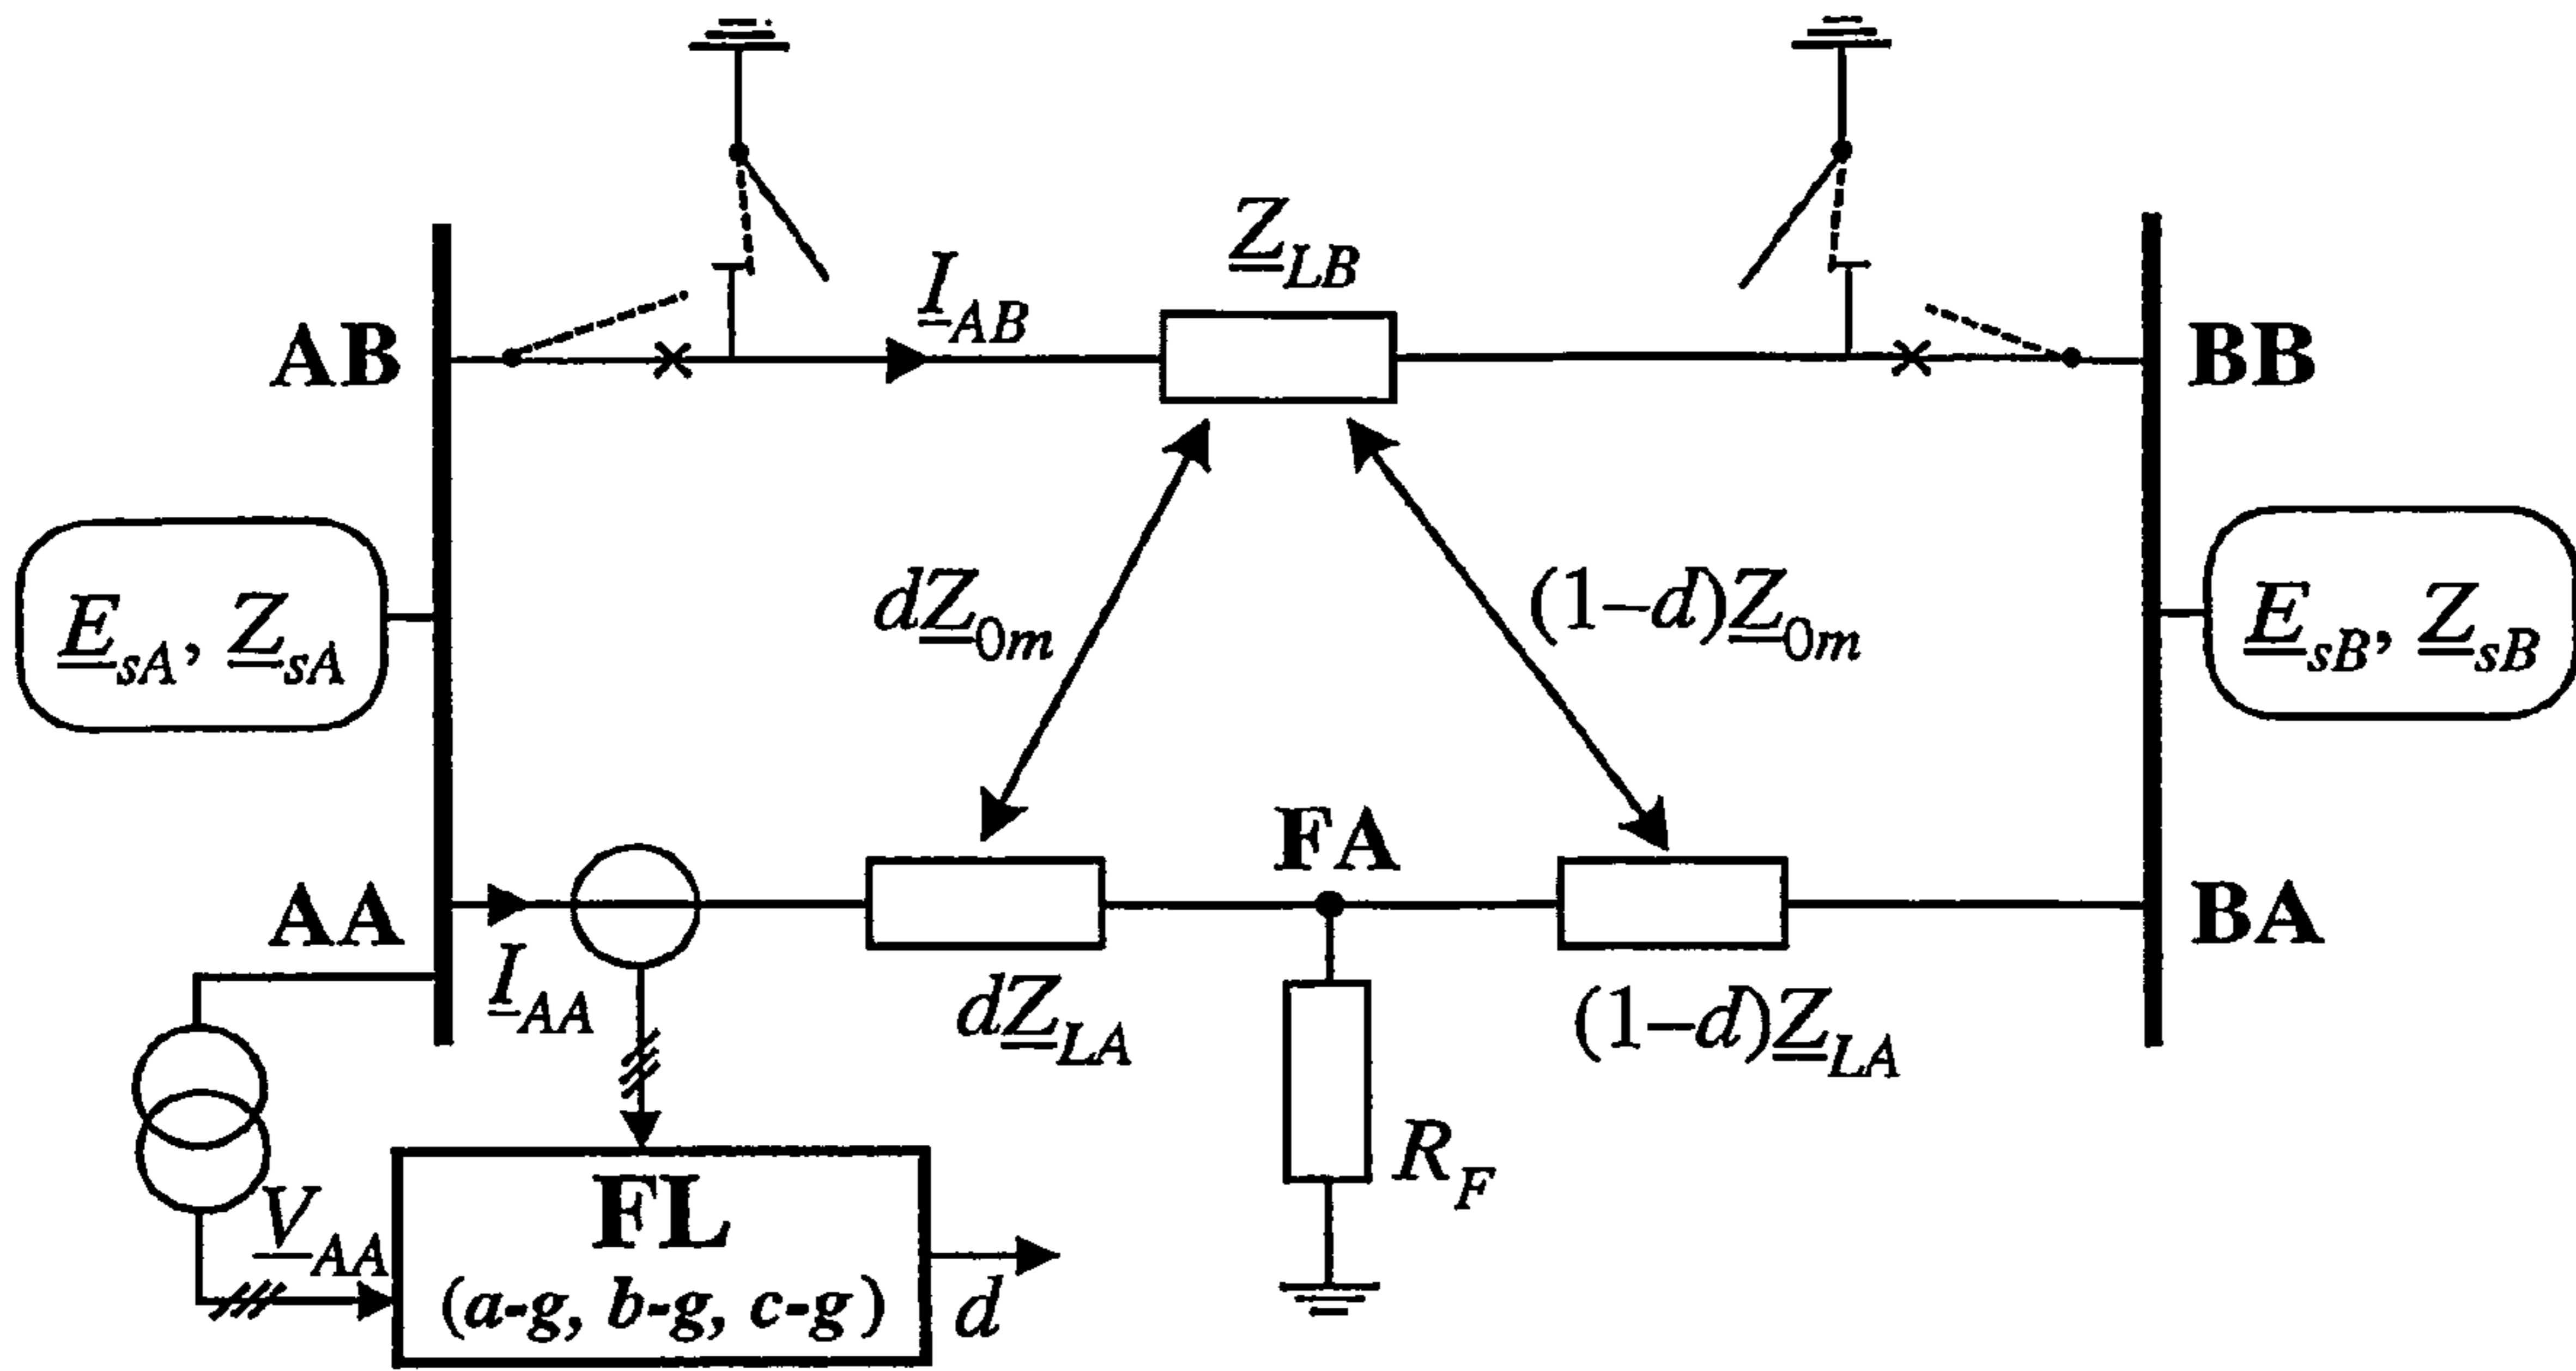 Z_LB
I_AB
AB
BB
E_sA, Z_sA
dZ_0m
(1–d)Z_0m
E_sB, Z_sB
FA
AA
BA
I_AA
dZ_LA
(1–d)Z_LA
R_F
V_AA
FL
(a-g, b-g, c-g)
d